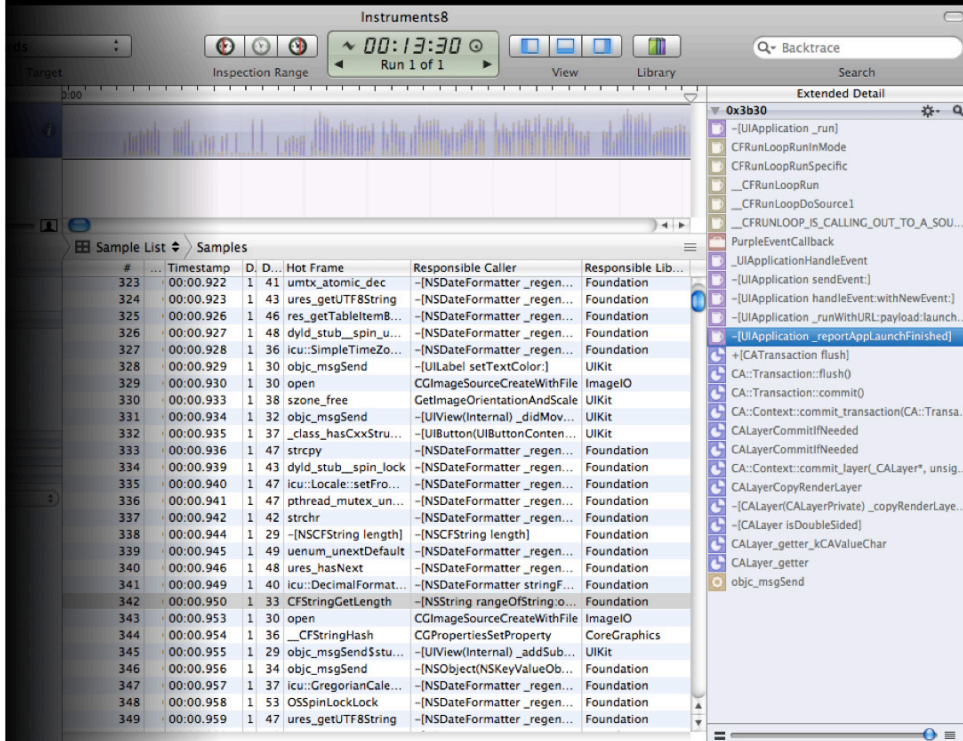 Instruments8
00:13:30
Run 1 of 1
Backtrace
Target
Inspection Range
View
Library
Search
0:00
Extended Detail
0x3b30
-[UIApplication _run]
CFRunLoopRunInMode
CFRunLoopRunSpecific
__CFRunLoopRun
__CFRunLoopDoSource1
__CFRUNLOOP_IS_CALLING_OUT_TO_A_SOU...
PurpleEventCallback
_UIApplicationHandleEvent
-[UIApplication sendEvent:]
-[UIApplication handleEvent:withNewEvent:]
-[UIApplication _runWithURL:payload:launch...
-[UIApplication _reportAppLaunchFinished]
+[CATransaction flush]
CA::Transaction::flush()
CA::Transaction::commit()
CA::Context::commit_transaction(CA::Transa...
CALayerCommitIfNeeded
CALayerCommitIfNeeded
CA::Context::commit_layer(_CALayer*, unsig...
CALayerCopyRenderLayer
-[CALayer(CALayerPrivate) _copyRenderLaye...
-[CALayer isDoubleSided]
CALayer_getter_kCAValueChar
CALayer_getter
objc_msgSend
Sample List Samples
# ... Timestamp D. D... Hot Frame Responsible Caller Responsible Lib...
323 00:00.922 1 41 umtx_atomic_dec -[NSDateFormatter _regen... Foundation
324 00:00.923 1 43 ures_getUTF8String -[NSDateFormatter _regen... Foundation
325 00:00.926 1 46 res_getTableItemB... -[NSDateFormatter _regen... Foundation
326 00:00.927 1 48 dyld_stub__spin_u... -[NSDateFormatter _regen... Foundation
327 00:00.928 1 36 icu::SimpleTimeZo... -[NSDateFormatter _regen... Foundation
328 00:00.929 1 30 objc_msgSend -[UILabel setTextColor:] UIKit
329 00:00.930 1 30 open CGImageSourceCreateWithFile ImageIO
330 00:00.933 1 38 szone_free GetImageOrientationAndScale UIKit
331 00:00.934 1 32 objc_msgSend -[UIView(Internal) _didMov... UIKit
332 00:00.935 1 37 _class_hasCxxStru... -[UIButton(UIButtonConten... UIKit
333 00:00.936 1 47 strcpy -[NSDateFormatter _regen... Foundation
334 00:00.939 1 43 dyld_stub__spin_lock -[NSDateFormatter _regen... Foundation
335 00:00.940 1 47 icu::Locale::setFro... -[NSDateFormatter _regen... Foundation
336 00:00.941 1 47 pthread_mutex_un... -[NSDateFormatter _regen... Foundation
337 00:00.942 1 42 strchr -[NSDateFormatter _regen... Foundation
338 00:00.944 1 29 -[NSCFString length] -[NSCFString length] Foundation
339 00:00.945 1 49 uenum_unextDefault -[NSDateFormatter _regen... Foundation
340 00:00.946 1 48 ures_hasNext -[NSDateFormatter _regen... Foundation
341 00:00.949 1 40 icu::DecimalFormat... -[NSDateFormatter stringF... Foundation
342 00:00.950 1 33 CFStringGetLength -[NSString rangeOfString:o... Foundation
343 00:00.953 1 30 open CGImageSourceCreateWithFile ImageIO
344 00:00.954 1 36 __CFStringHash CGPropertiesSetProperty CoreGraphics
345 00:00.955 1 29 objc_msgSend$stu... -[UIView(Internal) _addSub... UIKit
346 00:00.956 1 34 objc_msgSend -[NSObject(NSKeyValueOb... Foundation
347 00:00.957 1 37 icu::GregorianCale... -[NSDateFormatter _regen... Foundation
348 00:00.958 1 53 OSSpinLockLock -[NSDateFormatter _regen... Foundation
349 00:00.959 1 47 ures_getUTF8String -[NSDateFormatter _regen... Foundation